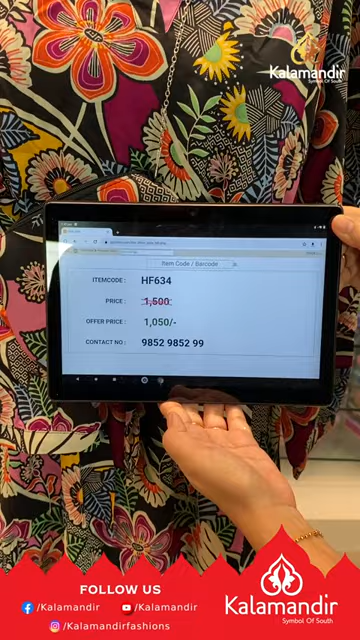 Kalamandir
Symbol Of South
Item Code / Barcode
ITEMCODE : HF634
PRICE : 1,500
OFFER PRICE : 1,050/-
CONTACT NO : 9852 9852 99
FOLLOW US
/Kalamandir /Kalamandir
/Kalamandirfashions
Kalamandir
Symbol Of South